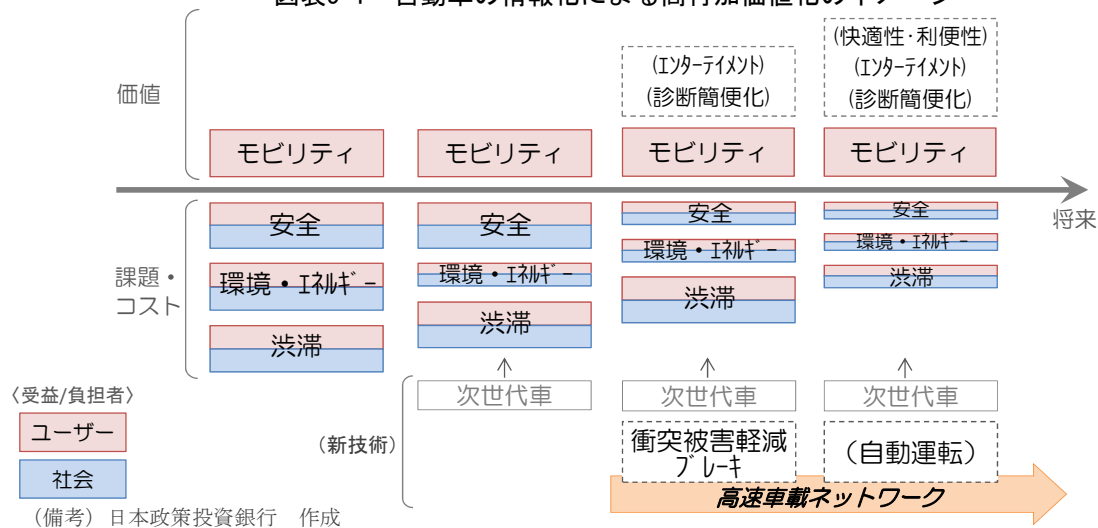 (快適性・利便性)
(エンターテイメント)
(エンターテイメント)
(診断簡便化)
(診断簡便化)
価値
モビリティ
モビリティ
モビリティ
モビリティ
将来
安全
安全
安全
安全
環境・エネルギー
環境・エネルギー
環境・エネルギー
環境・エネルギー
渋滞
渋滞
渋滞
渋滞
課題・
コスト
〈受益/負担者〉
ユーザー
社会
(新技術)
次世代車
次世代車
次世代車
衝突被害軽減
ブレーキ
(自動運転)
高速車載ネットワーク
(備考) 日本政策投資銀行 作成